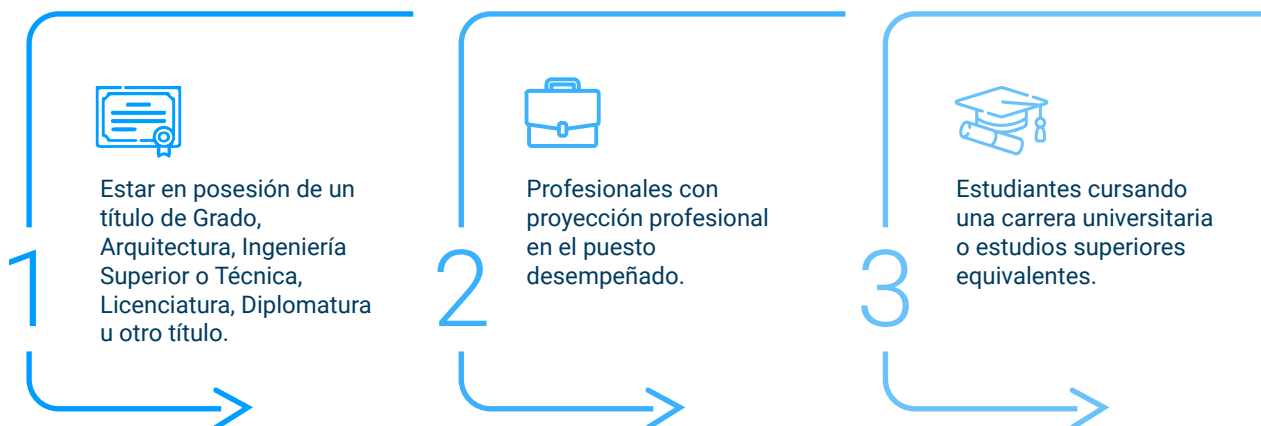 1
Estar en posesión de un
título de Grado,
Arquitectura, Ingeniería
Superior o Técnica,
Licenciatura, Diplomatura
u otro título.
2
Profesionales con
proyección profesional
en el puesto
desempeñado.
3
Estudiantes cursando
una carrera universitaria
o estudios superiores
equivalentes.